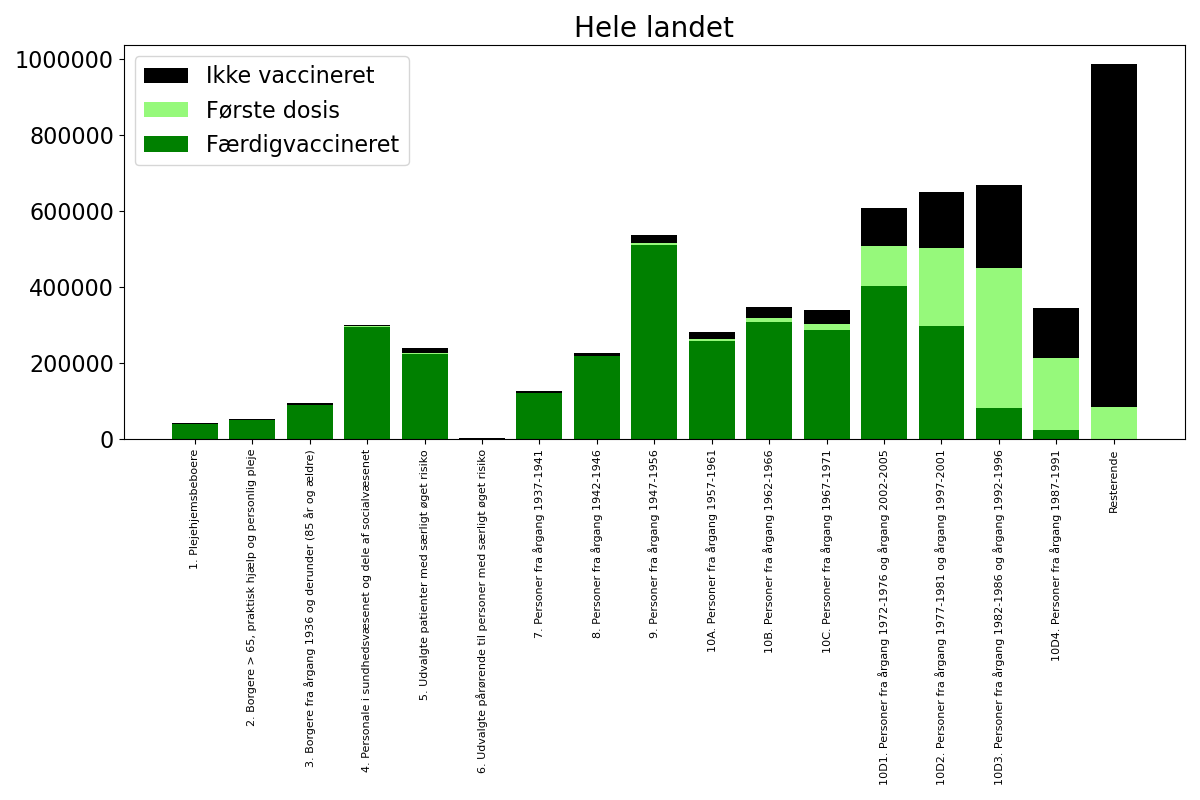 Hele landet
1000000
800000
600000
400000
200000
0
Ikke vaccineret
Første dosis
Færdigvaccineret
1. Plejehjemsbeboere
2. Borgere > 65, praktisk hjælp og personlig pleje
3. Borgere fra årgang 1936 og derunder (85 år og ældre)
4. Personale i sundhedsvæsenet og dele af socialvæsenet
5. Udvalgte patienter med særligt øget risiko
6. Udvalgte pårørende til personer med særligt øget risiko
7. Personer fra årgang 1937-1941
8. Personer fra årgang 1942-1946
9. Personer fra årgang 1947-1956
10A. Personer fra årgang 1957-1961
10B. Personer fra årgang 1962-1966
10C. Personer fra årgang 1967-1971
10D1. Personer fra årgang 1972-1976 og årgang 2002-2005
10D2. Personer fra årgang 1977-1981 og årgang 1997-2001
10D3. Personer fra årgang 1982-1986 og årgang 1992-1996
10D4. Personer fra årgang 1987-1991
Resterende